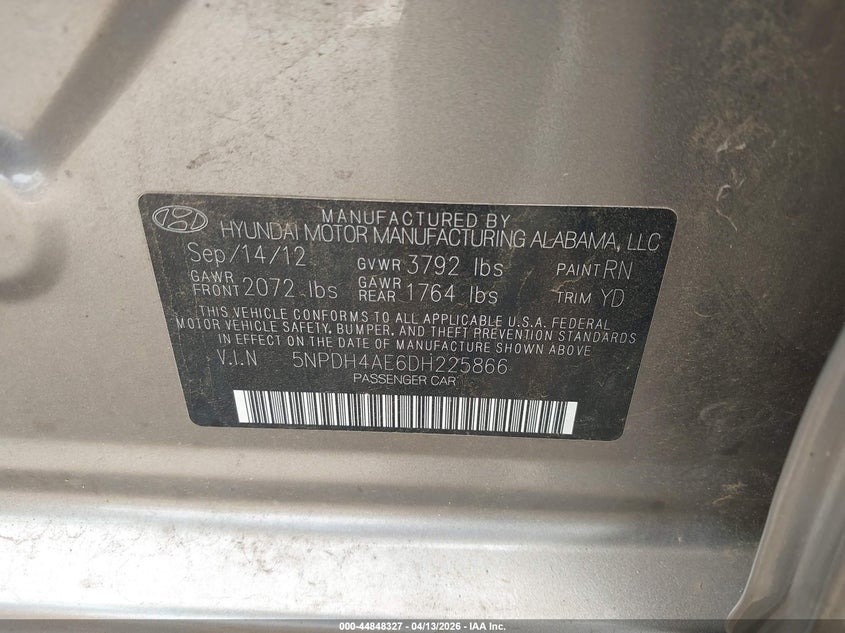 MANUFACTURED BY
HYUNDAI MOTOR MANUFACTURING ALABAMA, LLC
Sep/14/12 GVWR 3792 lbs PAINT RN
GAWR FRONT 2072 lbs GAWR REAR 1764 lbs TRIM YD
THIS VEHICLE CONFORMS TO ALL APPLICABLE U.S.A. FEDERAL
MOTOR VEHICLE SAFETY, BUMPER, AND THEFT PREVENTION STANDARDS
IN EFFECT ON THE DATE OF MANUFACTURE SHOWN ABOVE
V.I.N 5NPDH4AE6DH225866
PASSENGER CAR
000-44848327 - 04/13/2026 - IAA Inc.